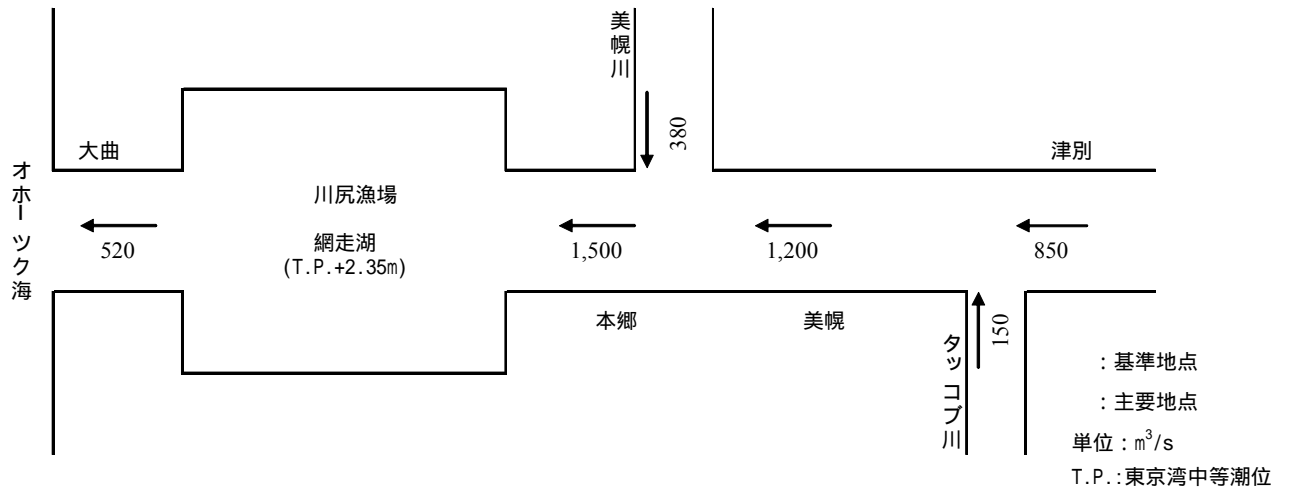 美幌川
380
大曲
津別
オホーツク海
川尻漁場
網走湖
(T.P.+2.35m)
520
1,500
1,200
850
本郷
美幌
タッコブ川
150
：基準地点
：主要地点
単位：m³/s
T.P.:東京湾中等潮位